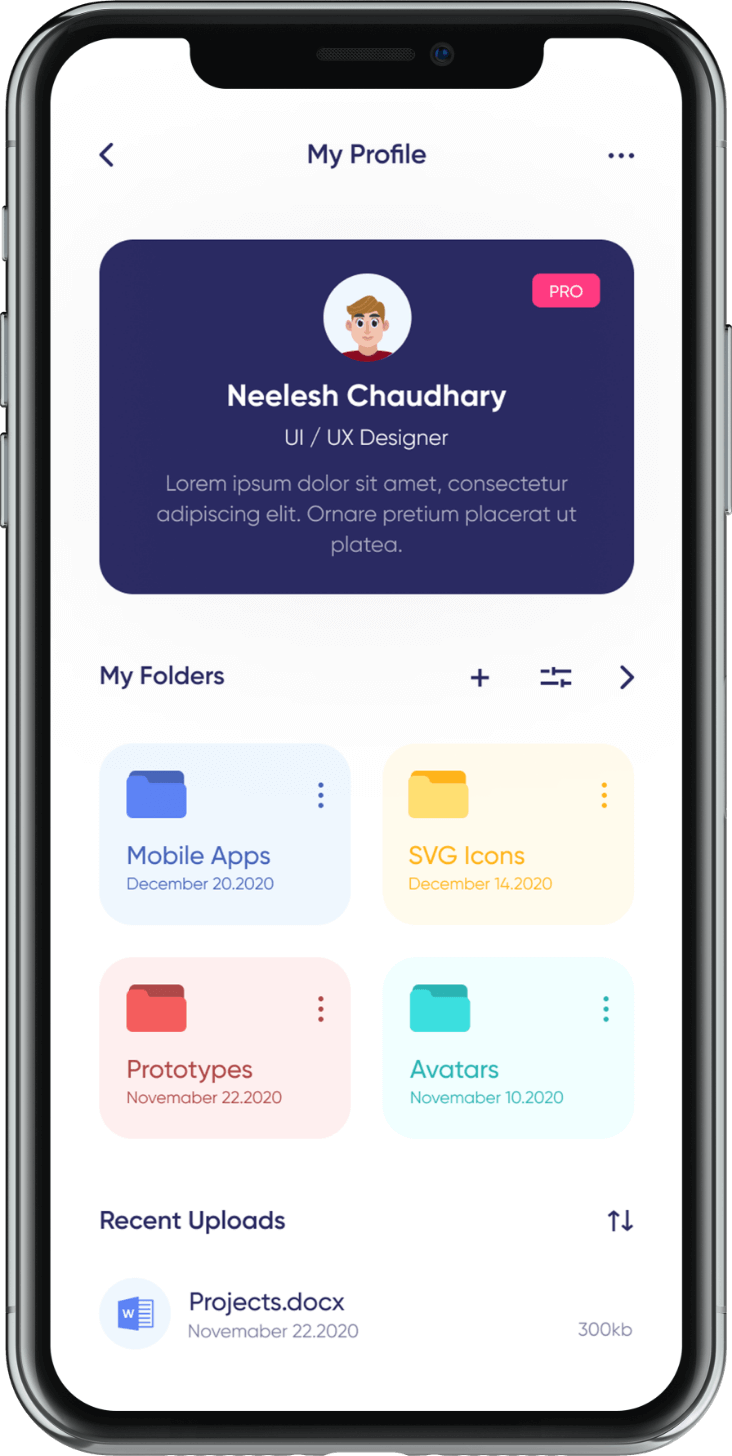 My Profile
PRO
Neelesh Chaudhary
UI / UX Designer
Lorem ipsum dolor sit amet, consectetur
adipiscing elit. Ornare pretium placerat ut
platea.
My Folders
Mobile Apps
December 20.2020
SVG Icons
December 14.2020
Prototypes
Novemaber 22.2020
Avatars
Novemaber 10.2020
Recent Uploads
W
Projects.docx
Novemaber 22.2020
300kb